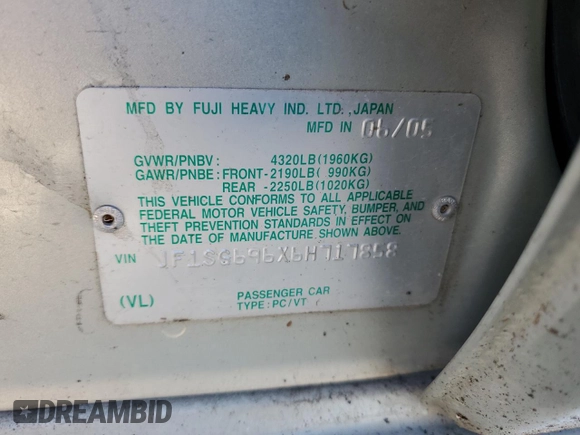 MFD BY FUJI HEAVY IND. LTD.,JAPAN
MFD IN 06/05
GVWR/PNBV: 4320LB(1960KG)
GAWR/PNBE: FRONT-2190LB( 990KG)
REAR -2250LB(1020KG)
THIS VEHICLE CONFORMS TO ALL APPLICABLE
FEDERAL MOTOR VEHICLE SAFETY, BUMPER, AND
THEFT PREVENTION STANDARDS IN EFFECT ON
THE DATE OF MANUFACTURE SHOWN ABOVE.
VIN JF1SG696X6H717858
(VL) PASSENGER CAR
TYPE: PC/VT
DREAMBID